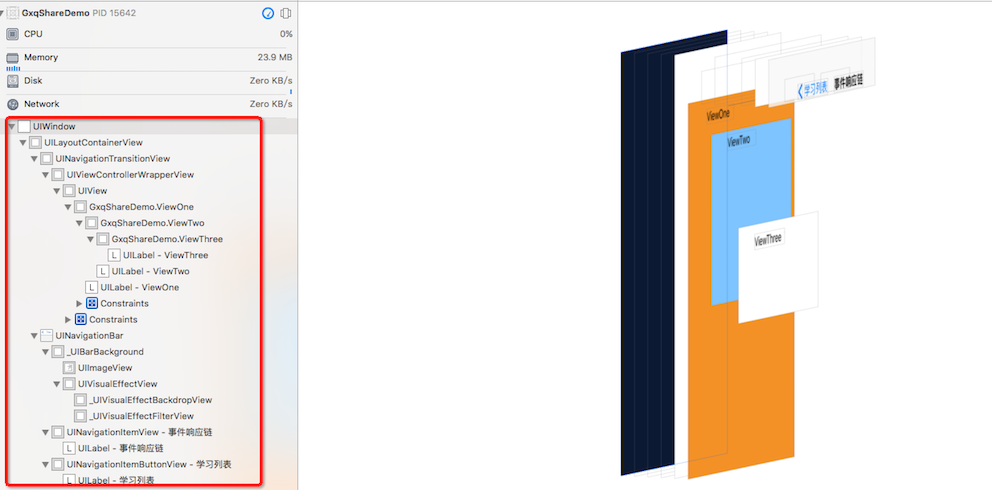 GxqShareDemo PID 15642
CPU 0%
Memory 23.9 MB
Disk Zero KB/s
Network Zero KB/s
UIWindow
UILayoutContainerView
UINavigationTransitionView
UIViewControllerWrapperView
UIView
GxqShareDemo.ViewOne
GxqShareDemo.ViewTwo
GxqShareDemo.ViewThree
L UILabel - ViewThree
L UILabel - ViewTwo
L UILabel - ViewOne
Constraints
Constraints
UINavigationBar
_UIBarBackground
UIImageView
UIVisualEffectView
_UIVisualEffectBackdropView
_UIVisualEffectFilterView
UINavigationItemView - 事件响应链
L UILabel - 事件响应链
UINavigationItemButtonView - 学习列表
L UILabel - 学习列表
学习列表 事件响应链
ViewOne
ViewTwo
ViewThree